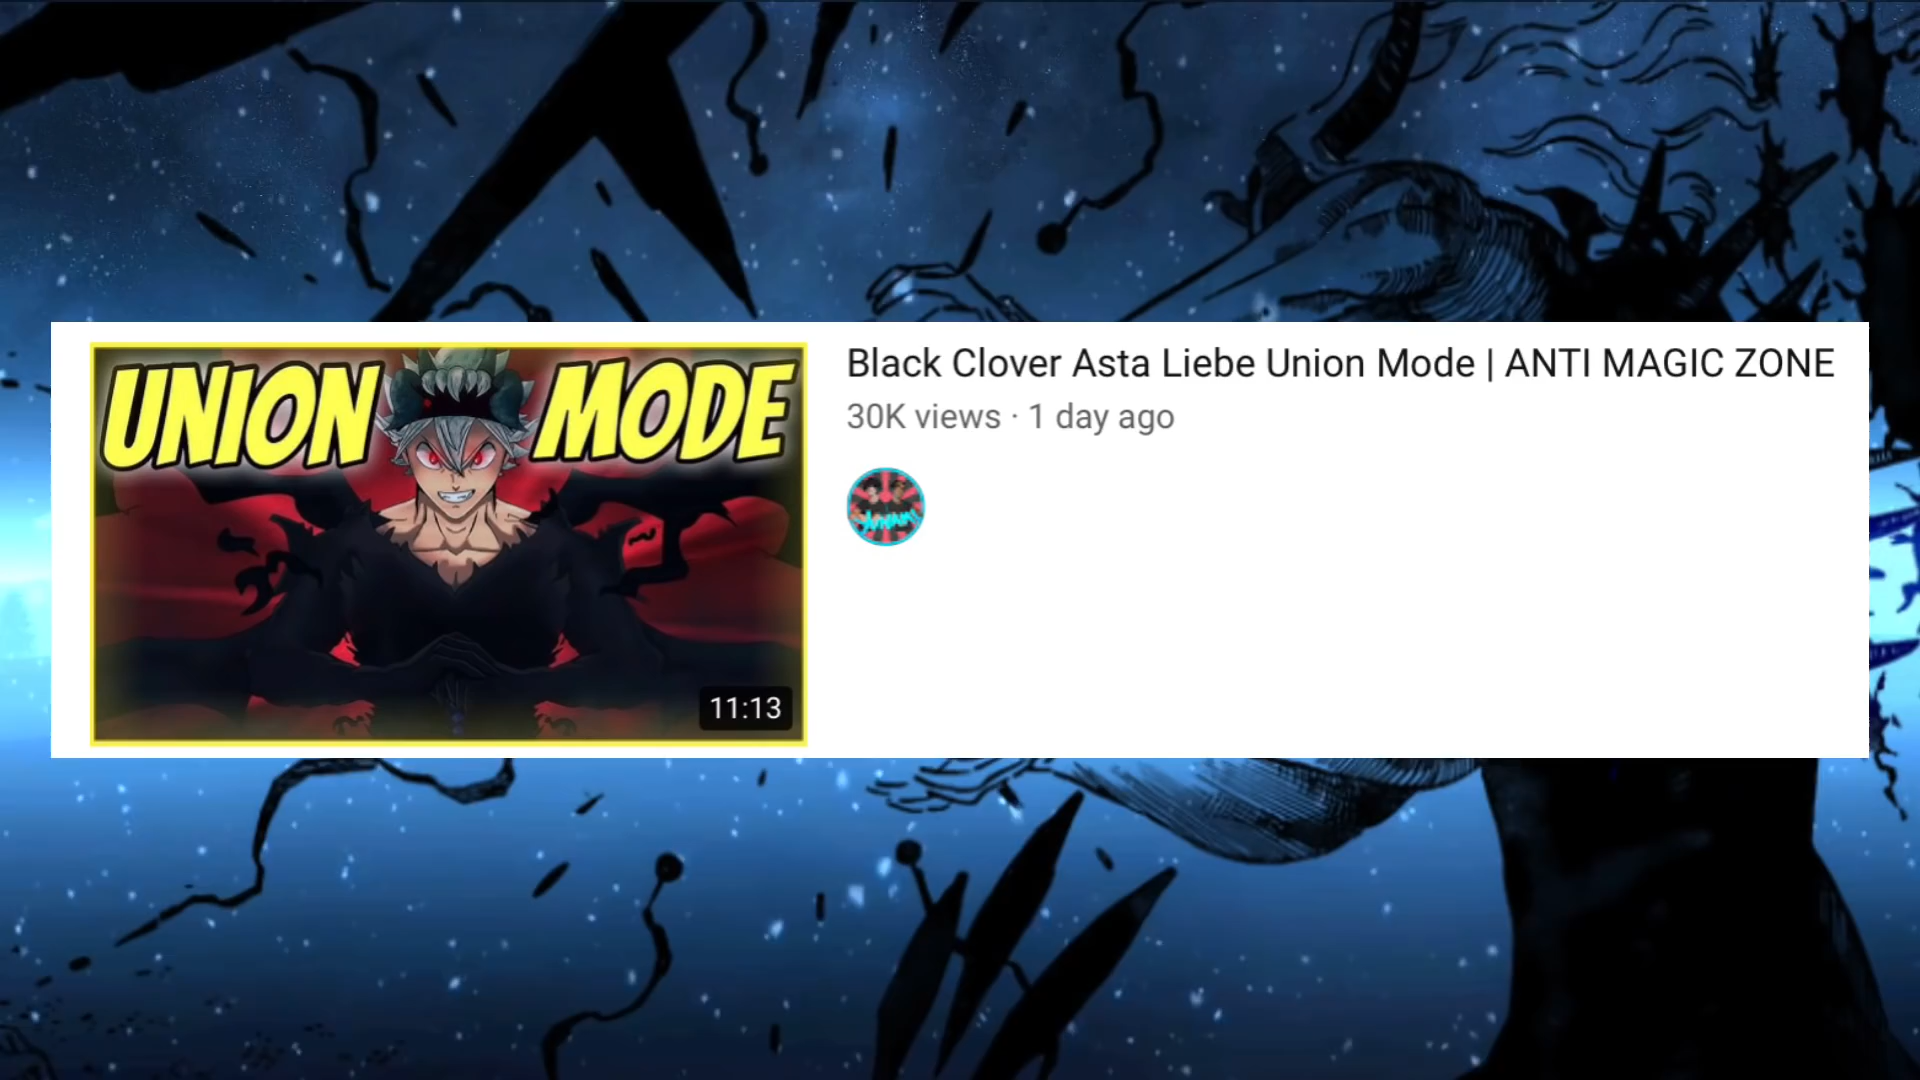 UNION MODE
11:13
Black Clover Asta Liebe Union Mode | ANTI MAGIC ZONE
30K views · 1 day ago